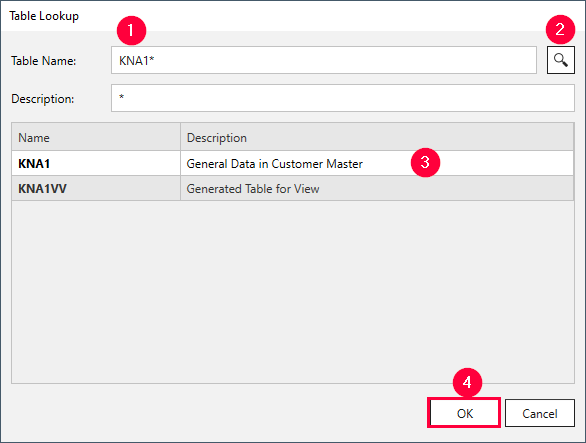 Table Lookup
1
2
Table Name: KNA1*
Description: *
Name Description
KNA1 General Data in Customer Master 3
KNA1VV Generated Table for View
4
OK Cancel